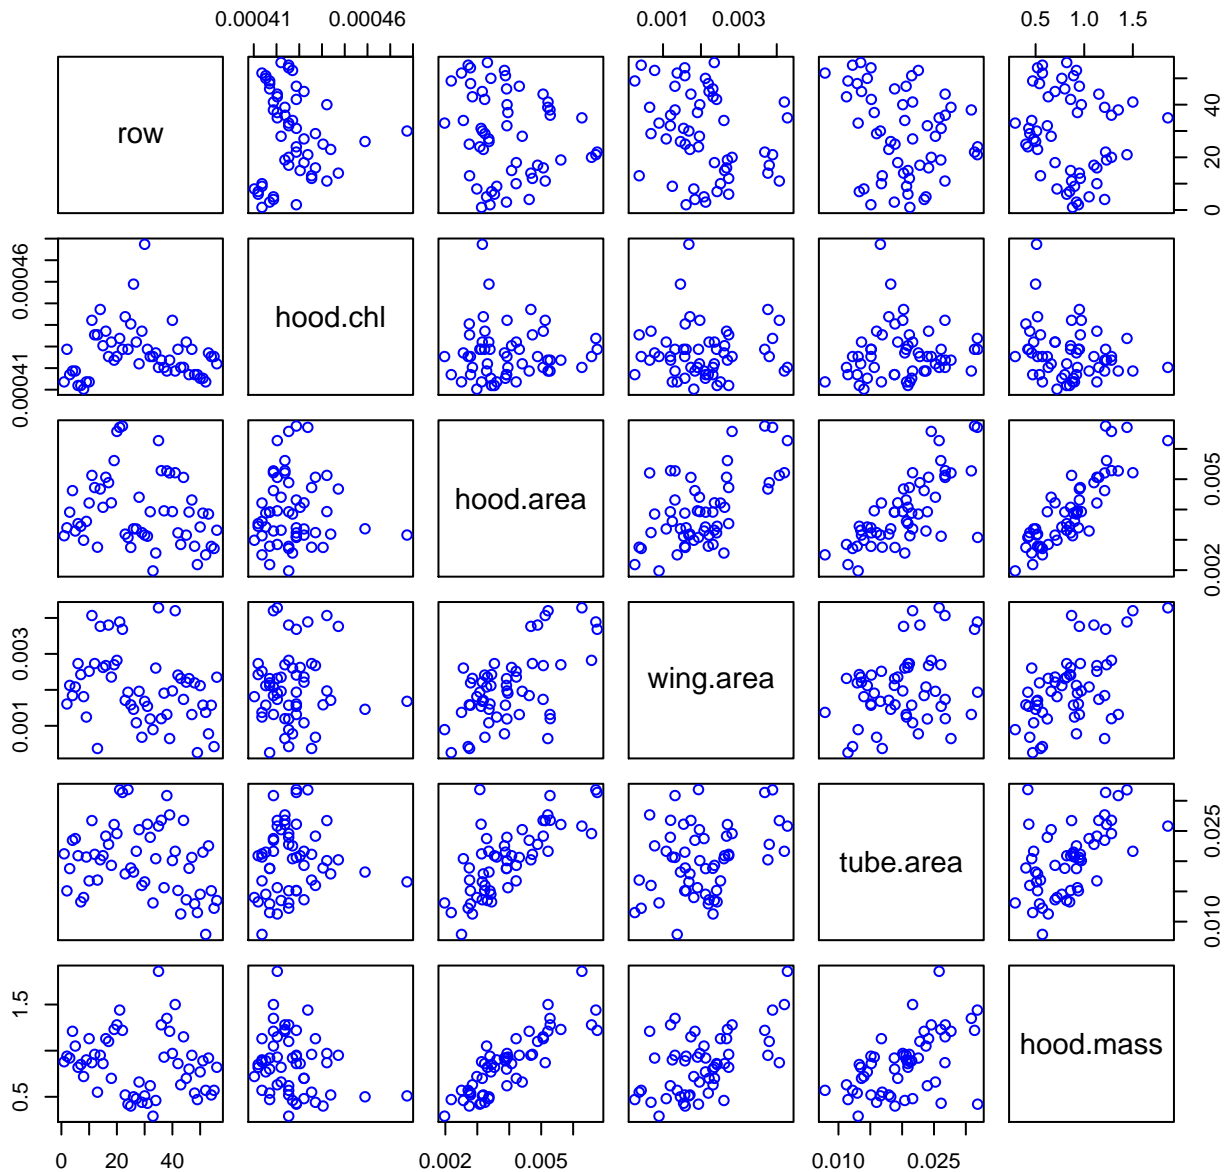 0.00041 0.00046 0.001 0.003 0.5 1.0 1.5
row 0 20 40
0.00041 0.00046 hood.chl
hood.area 0.002 0.005
0.001 0.003 wing.area
tube.area 0.010 0.025
0.5 1.5 hood.mass
0 20 40 0.002 0.005 0.010 0.025